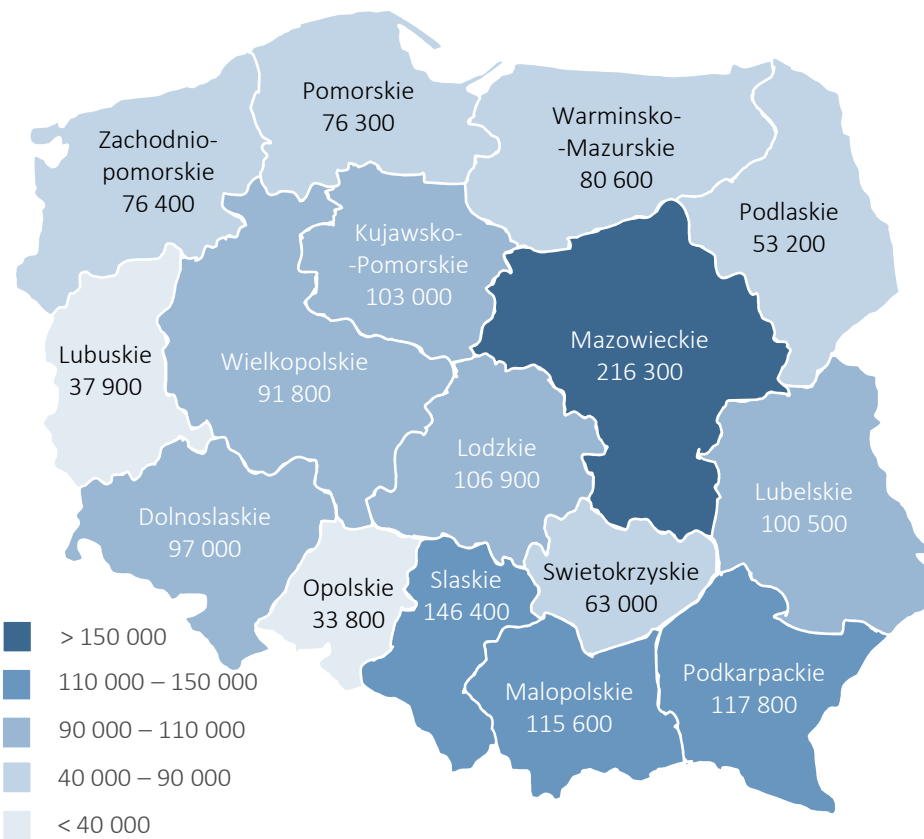 Pomorskie
76 300
Warminsko-
-Mazurskie
80 600
Zachodnio-
pomorskie
76 400
Podlaskie
53 200
Kujawsko-
-Pomorskie
103 000
Mazowieckie
216 300
Lubuskie
37 900
Wielkopolskie
91 800
Lodzkie
106 900
Lubelskie
100 500
Dolnoslaskie
97 000
Opolskie
33 800
Slaskie
146 400
Swietokrzyskie
63 000
Malopolskie
115 600
Podkarpackie
117 800
> 150 000
110 000 – 150 000
90 000 – 110 000
40 000 – 90 000
< 40 000